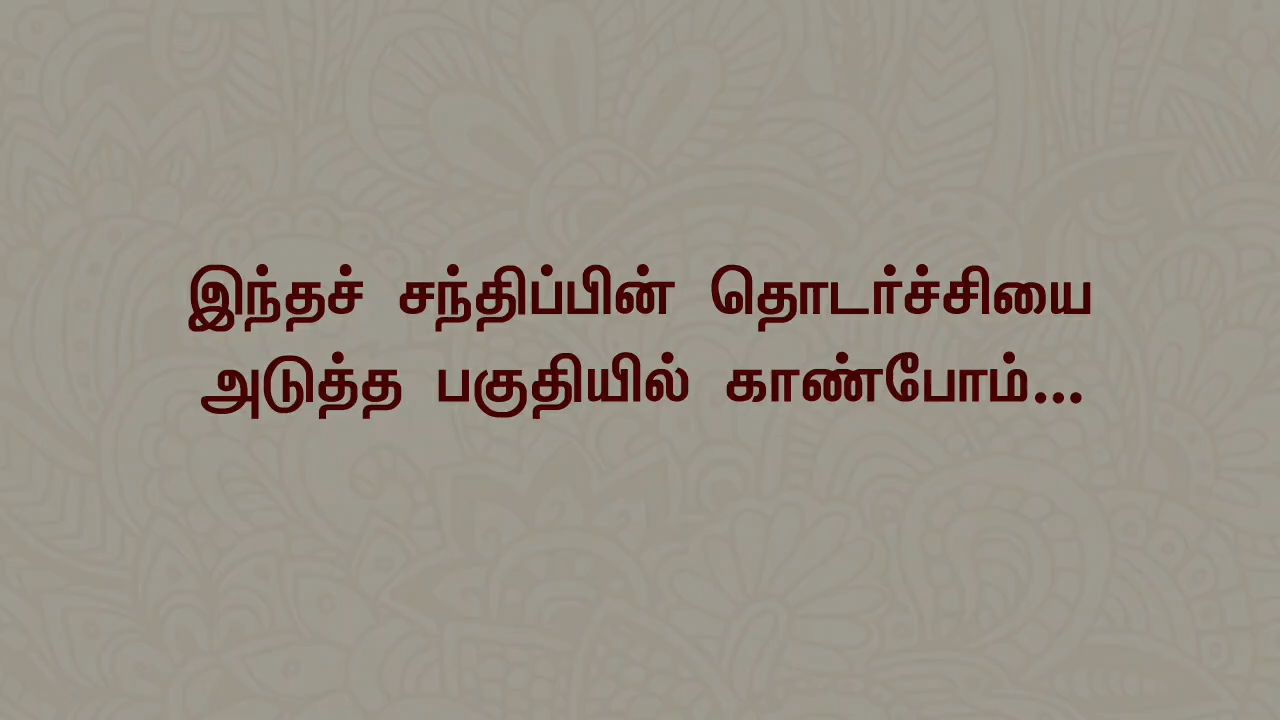 இந்தச் சந்திப்பின் தொடர்ச்சியை
அடுத்த பகுதியில் காண்போம்...